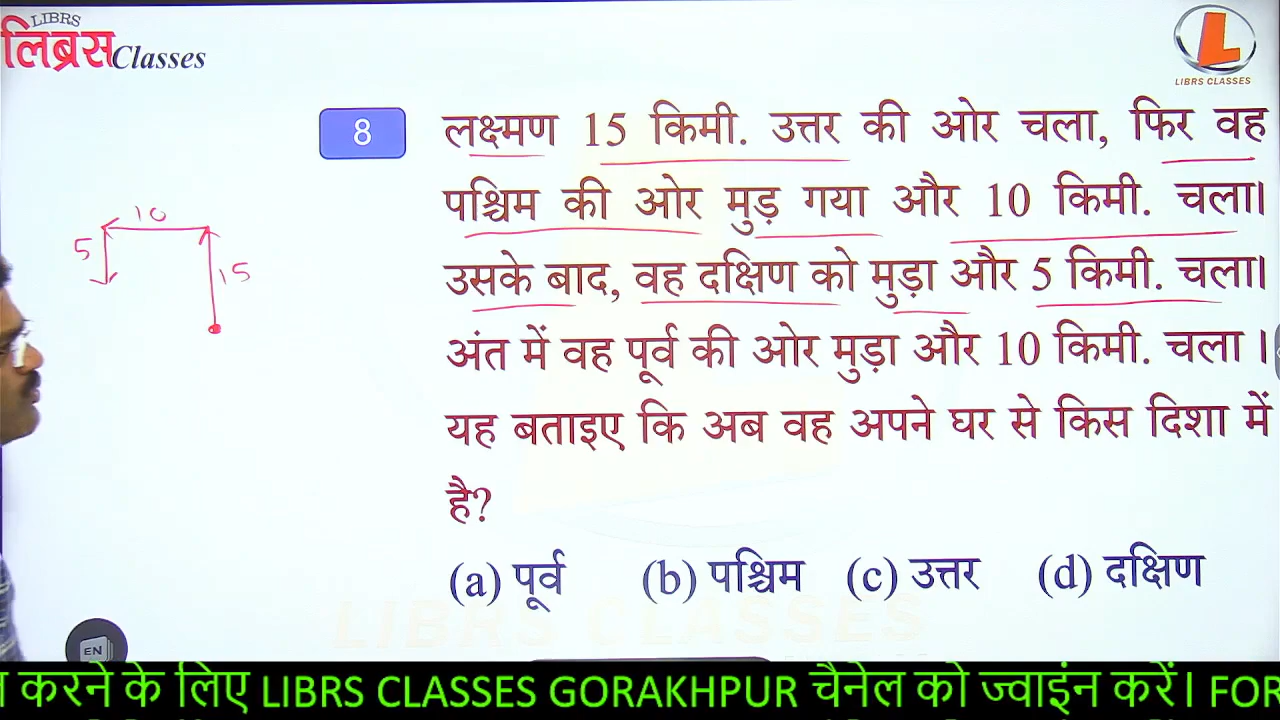 LIBRS
लिब्रस Classes
LIBRS CLASSES
8
लक्ष्मण 15 किमी. उत्तर की ओर चला, फिर वह
पश्चिम की ओर मुड़ गया और 10 किमी. चला।
उसके बाद, वह दक्षिण को मुड़ा और 5 किमी. चला।
अंत में वह पूर्व की ओर मुड़ा और 10 किमी. चला ।
यह बताइए कि अब वह अपने घर से किस दिशा में
है?
(a) पूर्व (b) पश्चिम (c) उत्तर (d) दक्षिण
10
5
15
LIBRS CLASSES
EN
करने के लिए LIBRS CLASSES GORAKHPUR चैनेल को ज्वाइंन करें। FOR